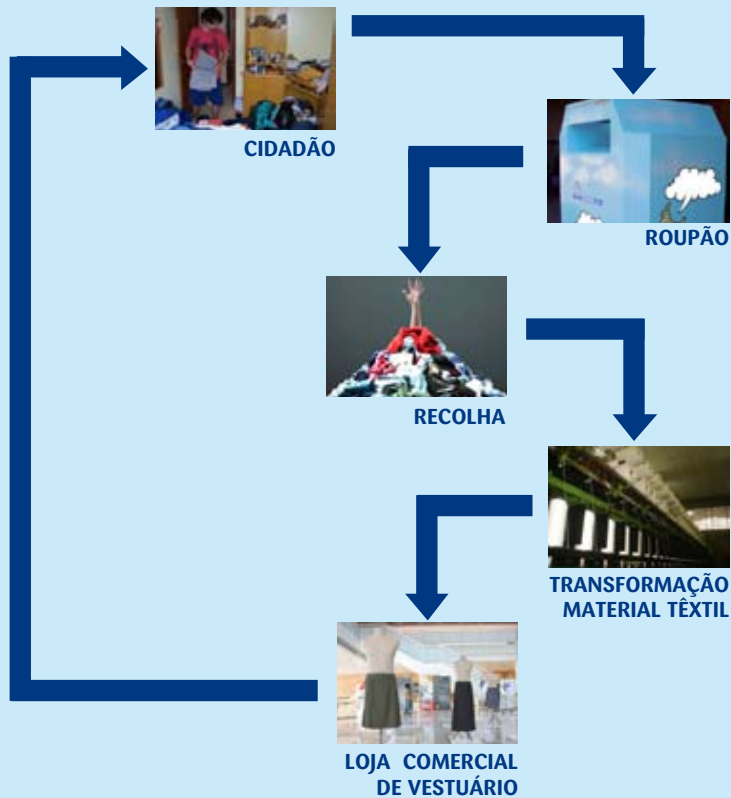 CIDADÃO
ROUPÃO
RECOLHA
TRANSFORMAÇÃO
MATERIAL TÊXTIL
LOJA COMERCIAL
DE VESTUÁRIO